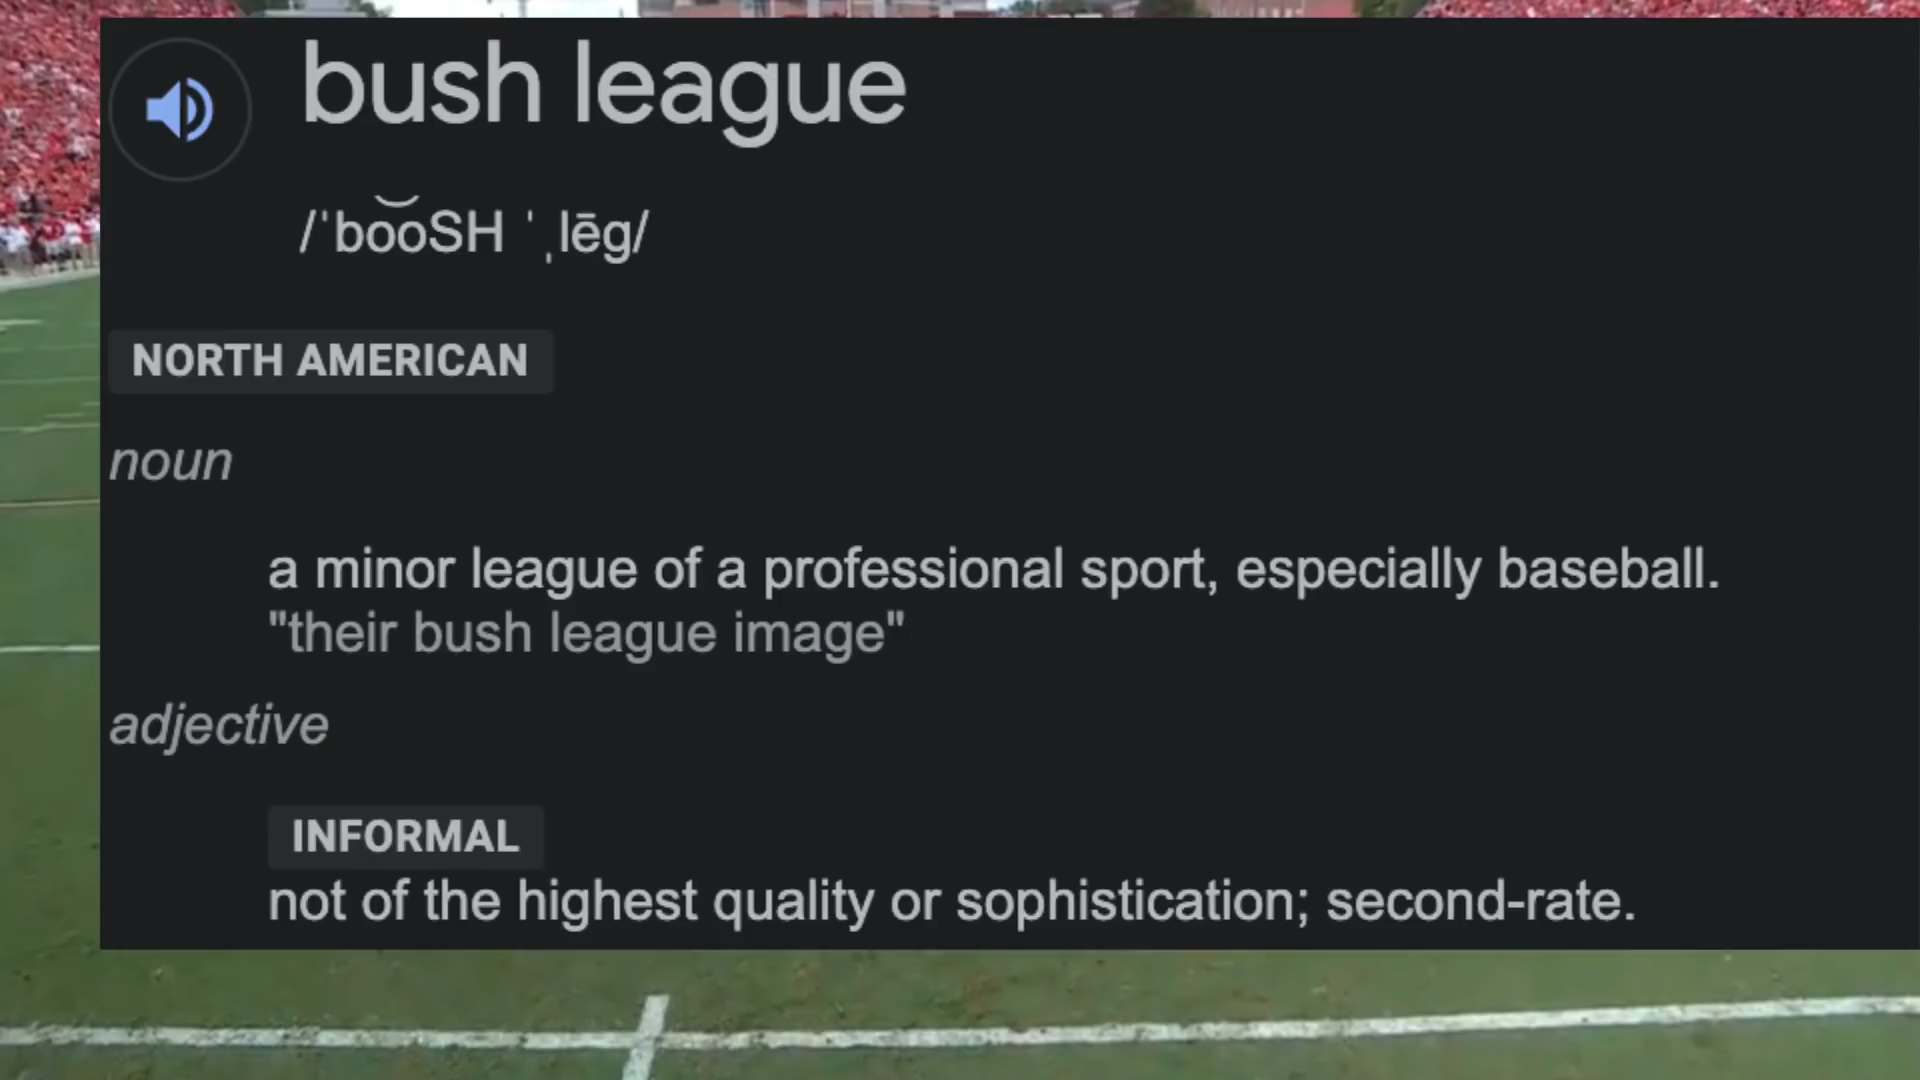 bush league
/ˈbo͝oSH ˈˌlēg/
NORTH AMERICAN
noun
a minor league of a professional sport, especially baseball.
"their bush league image"
adjective
INFORMAL
not of the highest quality or sophistication; second-rate.